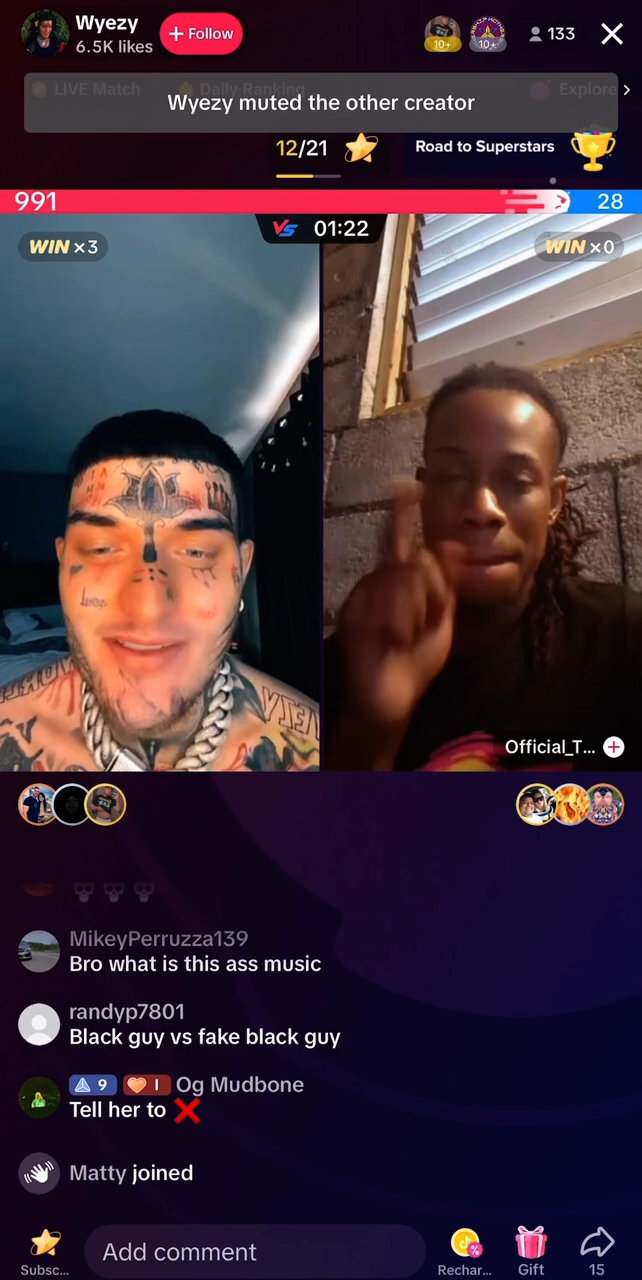 Wyezy
6.5K likes
+ Follow
10+
10+
133
LIVE Match
Daily Ranking
Explore
Wyezy muted the other creator
12/21
Road to Superstars
991
28
VS 01:22
WIN ×3
WIN ×0
Official_T...
MikeyPerruzza139
Bro what is this ass music
randyp7801
Black guy vs fake black guy
9
1
Og Mudbone
Tell her to ❌
Matty joined
Add comment
Subsc...
Rechar...
Gift
15